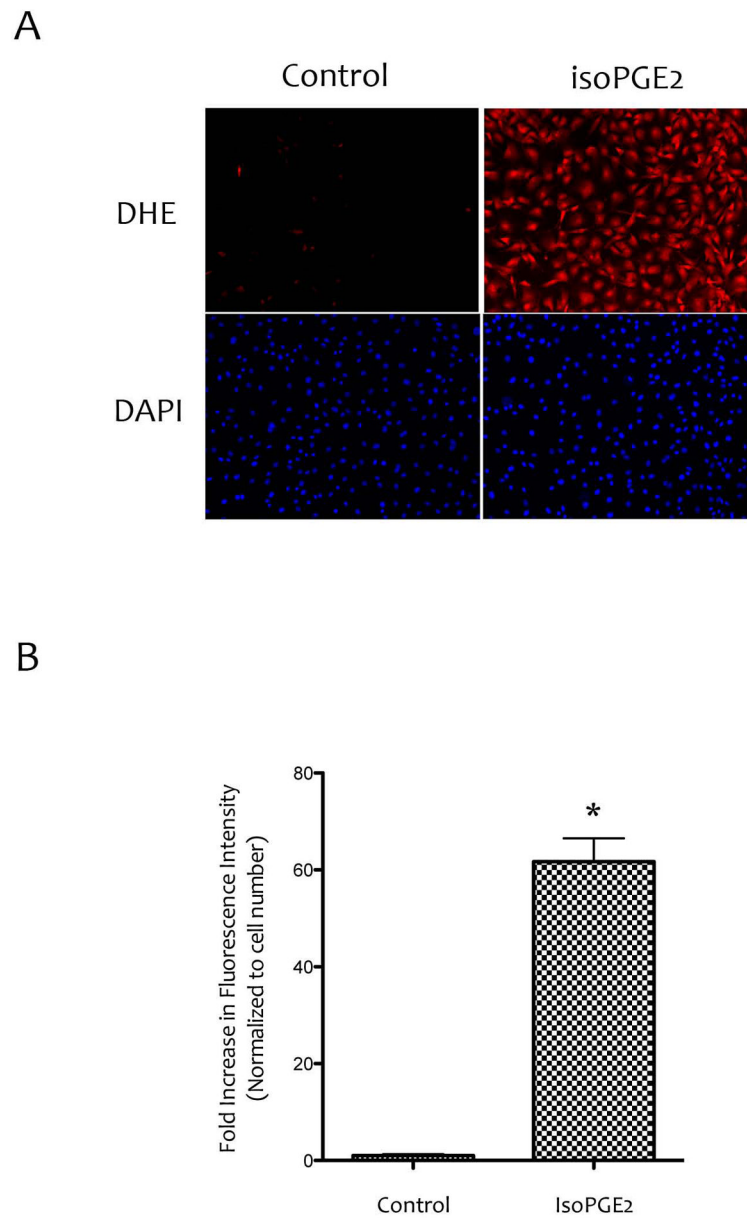 A
Control isoPGE2
DHE
DAPI
B
Fold Increase in Fluorescence Intensity
(Normalized to cell number)
80
60
40
20
0
*
Control IsoPGE2